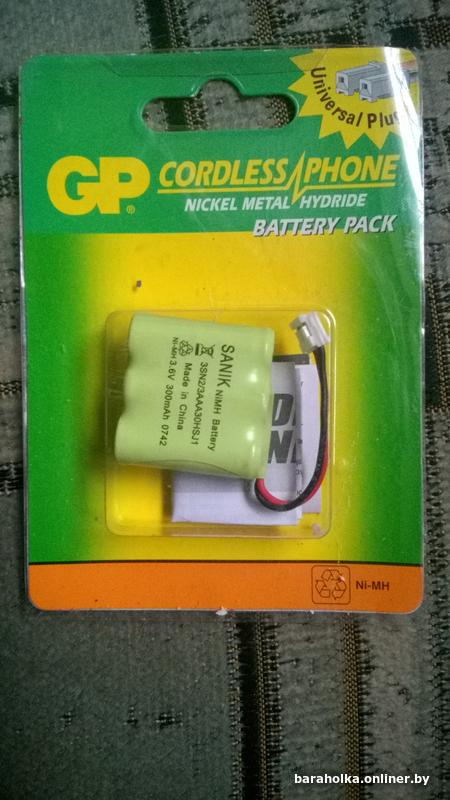 Universal Plus
GP®
CORDLESS PHONE
NICKEL METAL HYDRIDE
BATTERY PACK
SANIK NiMH Battery
3SN2/3AAA30HSJ1
Made in China
Ni-MH 3.6V 300mAh 0742
Ni-MH
baraholka.onliner.by